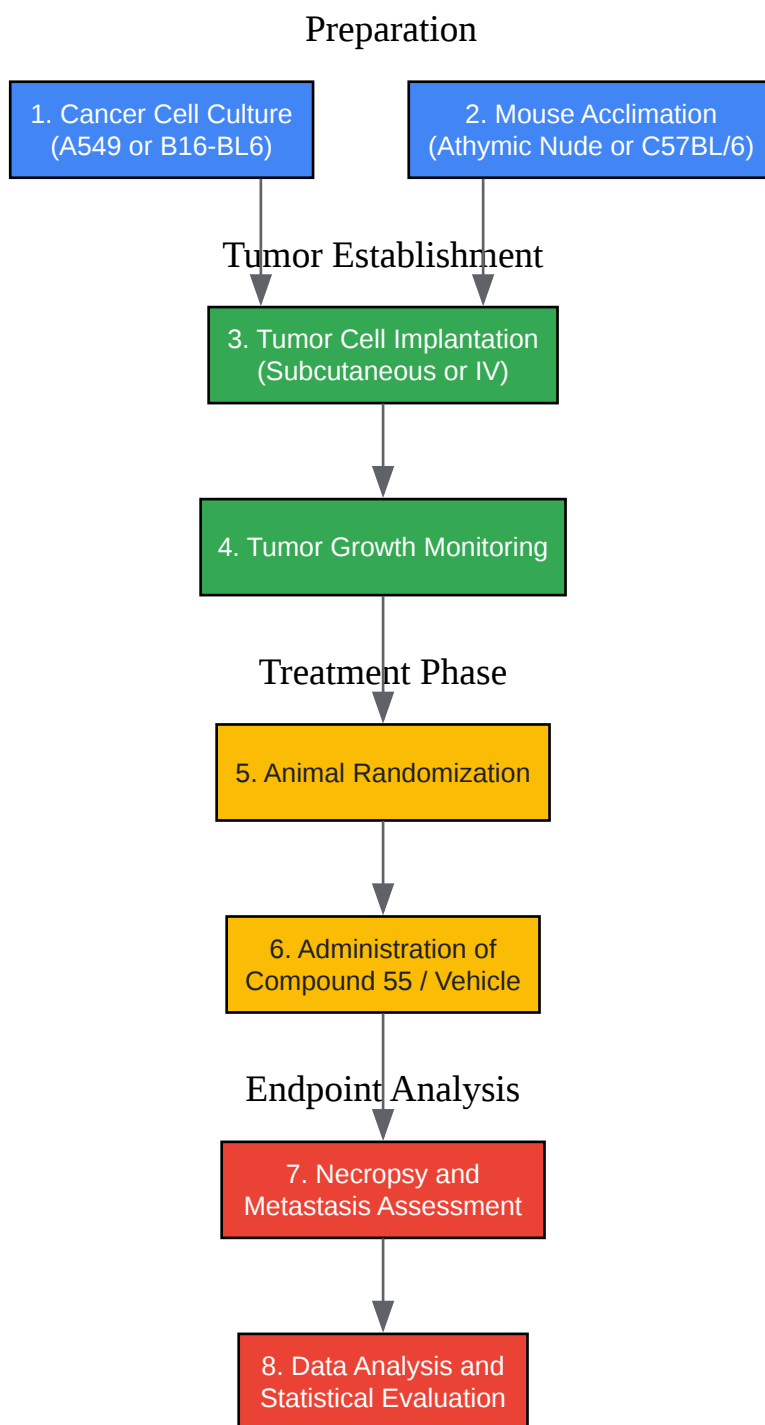 Preparation
1. Cancer Cell Culture
(A549 or B16-BL6)
2. Mouse Acclimation
(Athymic Nude or C57BL/6)
Tumor Establishment
3. Tumor Cell Implantation
(Subcutaneous or IV)
4. Tumor Growth Monitoring
Treatment Phase
5. Animal Randomization
6. Administration of
Compound 55 / Vehicle
Endpoint Analysis
7. Necropsy and
Metastasis Assessment
8. Data Analysis and
Statistical Evaluation